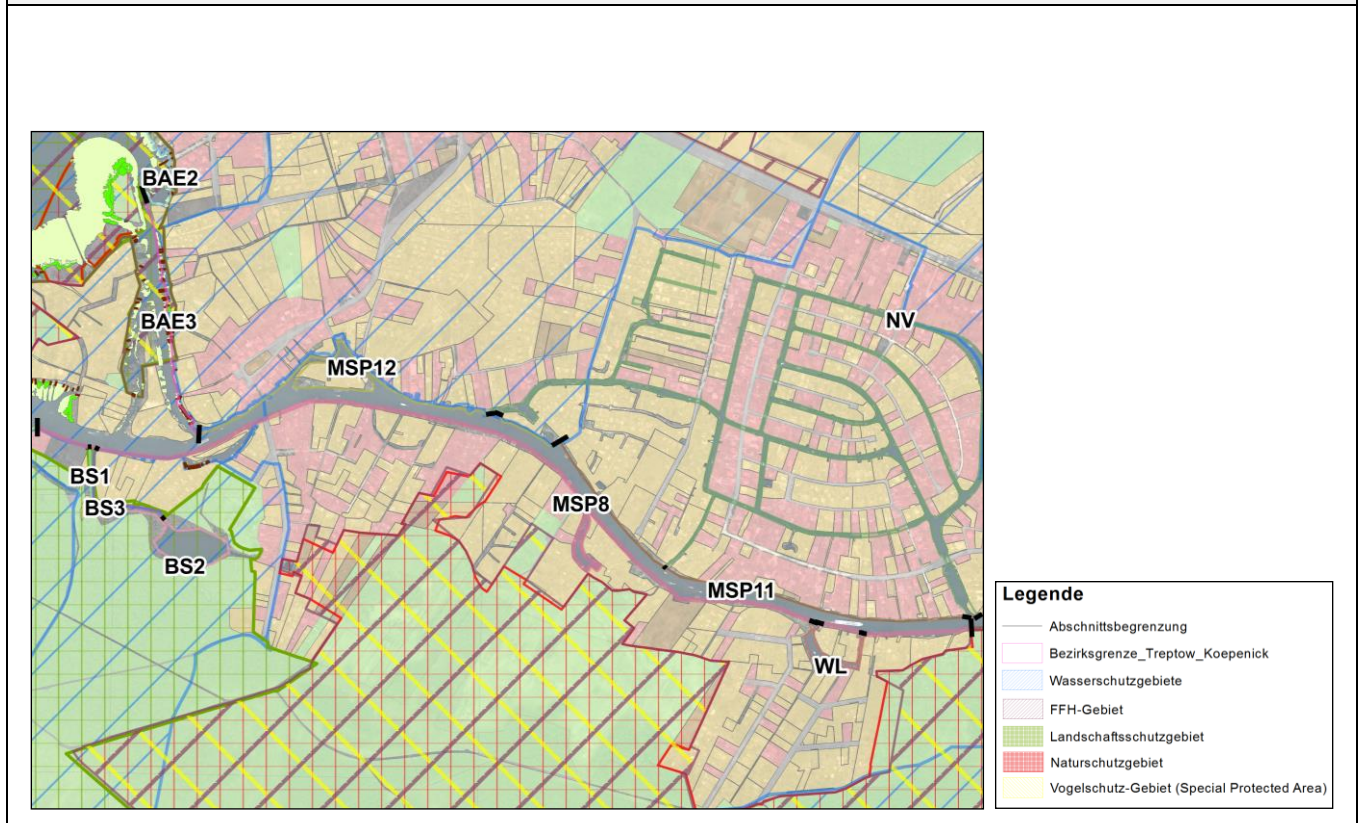 BAE2
BAE3
NV
MSP12
BS1
BS3
MSP8
BS2
MSP11
WL
Legende
Abschnittsbegrenzung
Bezirksgrenze_Treptow_Koepenick
Wasserschutzgebiete
FFH-Gebiet
Landschaftsschutzgebiet
Naturschutzgebiet
Vogelschutz-Gebiet (Special Protected Area)